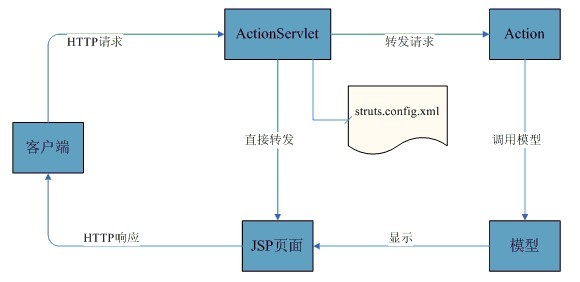 HTTP请求
ActionServlet
转发请求
Action
struts.config.xml
客户端
直接转发
调用模型
HTTP响应
JSP页面
显示
模型